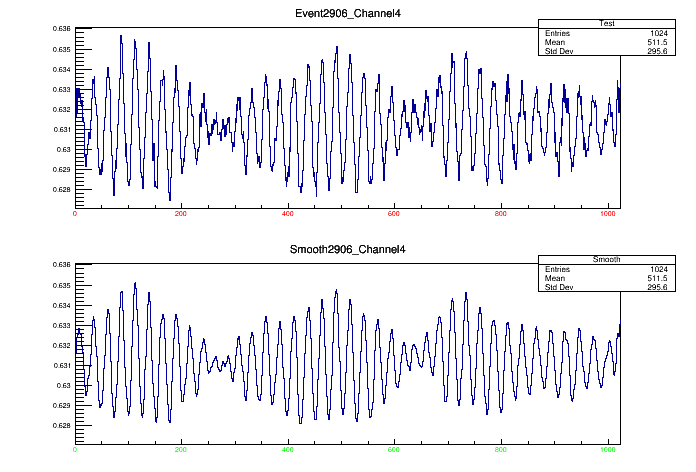 Event2906_Channel4
Test
Entries 1024
Mean 511.5
Std Dev 295.6
0.636
0.635
0.634
0.633
0.632
0.631
0.63
0.629
0.628
0 200 400 600 800 1000
Smooth2906_Channel4
Smooth
Entries 1024
Mean 511.5
Std Dev 295.6
0.636
0.635
0.634
0.633
0.632
0.631
0.63
0.629
0.628
0 200 400 600 800 1000